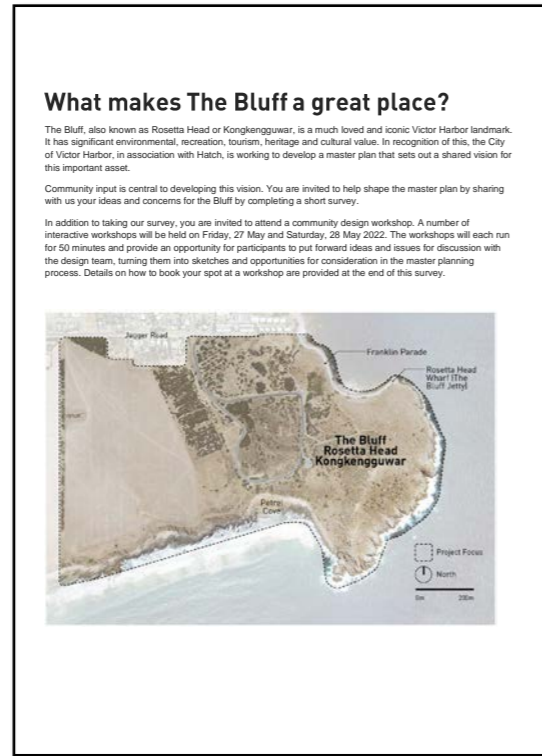 What makes The Bluff a great place?
The Bluff, also known as Rosetta Head or Kongkengguwar, is a much loved and iconic Victor Harbor landmark.
It has significant environmental, recreation, tourism, heritage and cultural value. In recognition of this, the City
of Victor Harbor, in association with Hatch, is working to develop a master plan that sets out a shared vision for
this important asset.
Community input is central to developing this vision. You are invited to help shape the master plan by sharing
with us your ideas and concerns for the Bluff by completing a short survey.
In addition to taking our survey, you are invited to attend a community design workshop. A number of
interactive workshops will be held on Friday, 27 May and Saturday, 28 May 2022. The workshops will each run
for 50 minutes and provide an opportunity for participants to put forward ideas and issues for discussion with
the design team, turning them into sketches and opportunities for consideration in the master planning
process. Details on how to book your spot at a workshop are provided at the end of this survey.
Jagger Road
Franklin Parade
Rosetta Head
Wharf (The
Bluff Jetty)
The Bluff
Rosetta Head
Kongkengguwar
Petrel
Cove
Project Focus
North
0m 200m